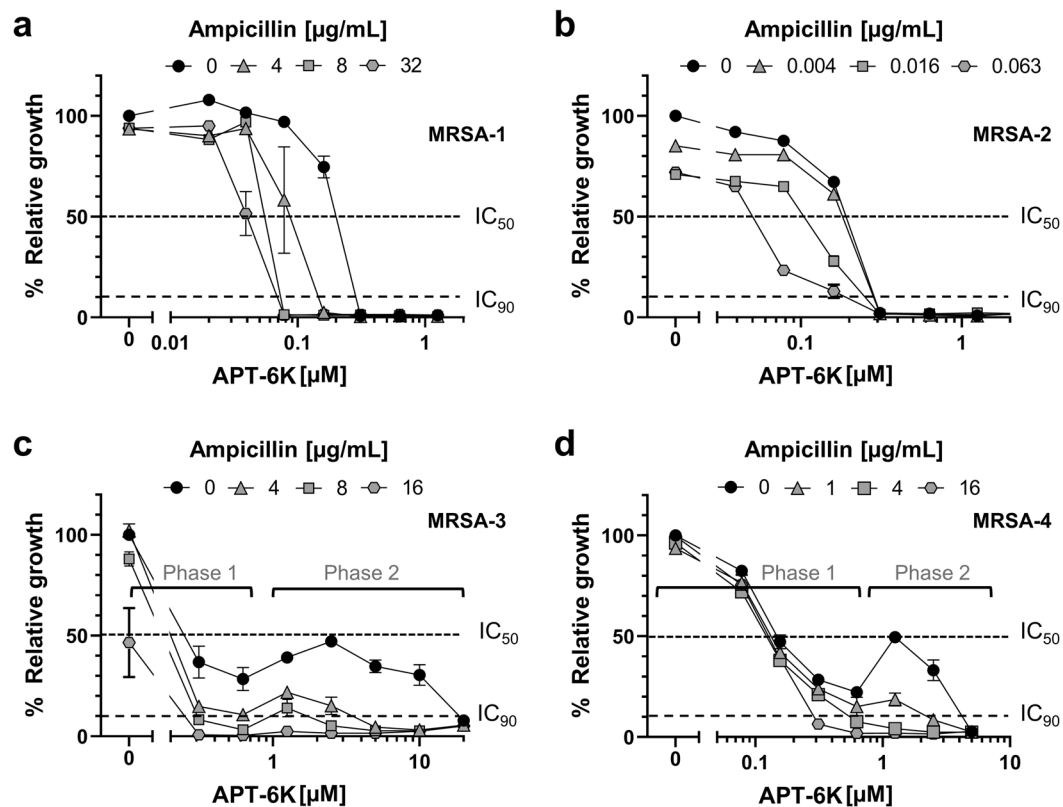 a
Ampicillin [µg/mL]
0 4 8 32
MRSA-1
% Relative growth
100
50
0
IC50
IC90
0 0.01 0.1 1
APT-6K [µM]
b
Ampicillin [µg/mL]
0 0.004 0.016 0.063
MRSA-2
% Relative growth
100
50
0
IC50
IC90
0 0.1 1
APT-6K [µM]
c
Ampicillin [µg/mL]
0 4 8 16
MRSA-3
% Relative growth
100
50
0
Phase 1 Phase 2
IC50
IC90
0 1 10
APT-6K [µM]
d
Ampicillin [µg/mL]
0 1 4 16
MRSA-4
% Relative growth
100
50
0
Phase 1 Phase 2
IC50
IC90
0 0.1 1 10
APT-6K [µM]